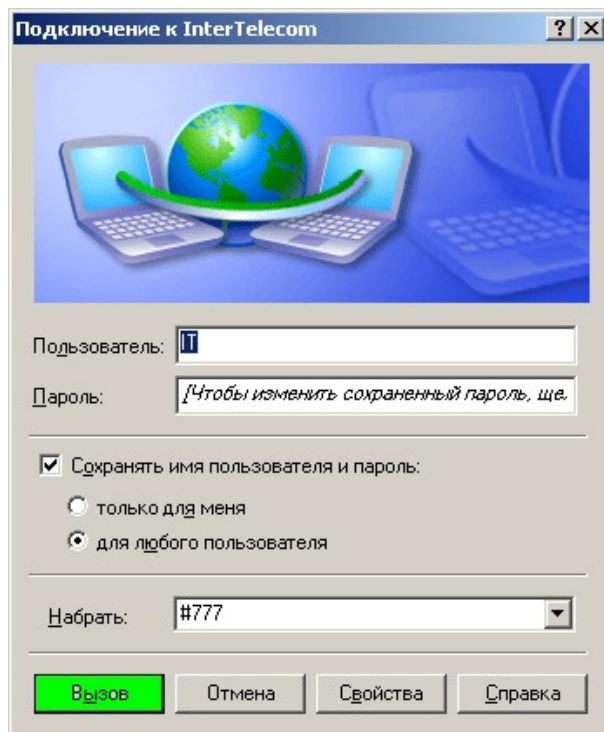 Подключение к InterTelecom
Пользователь: IT
Пароль: [Чтобы изменить сохраненный пароль, ще
Сохранять имя пользователя и пароль:
только для меня
для любого пользователя
Набрать: #777
Вызов Отмена Свойства Справка